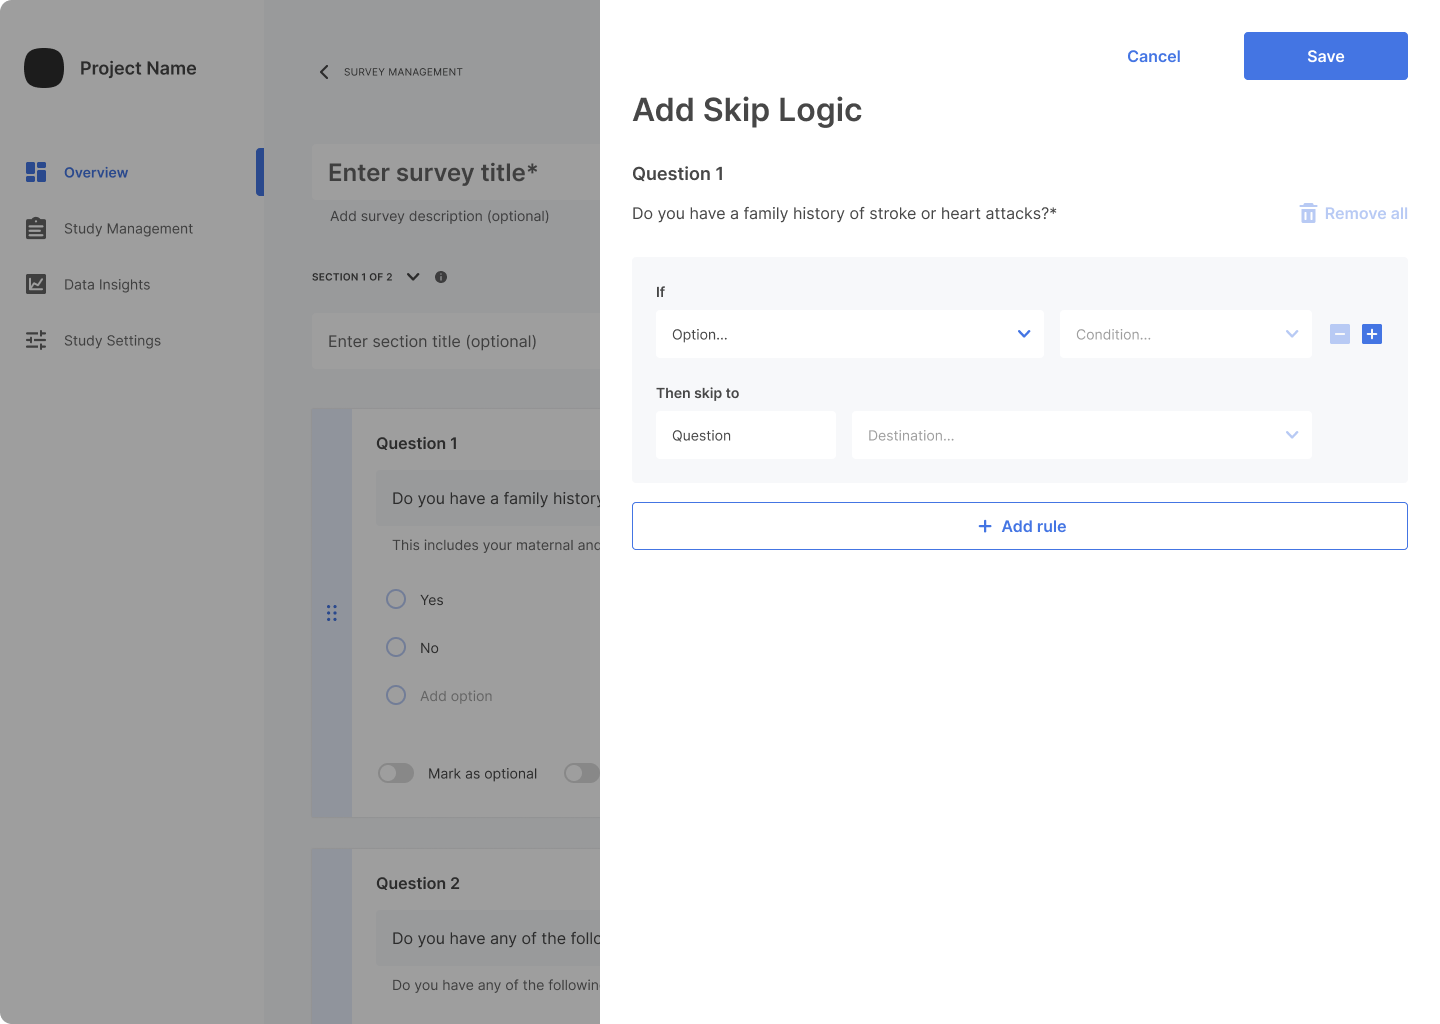 Project Name
Overview
Study Management
Data Insights
Study Settings
SURVEY MANAGEMENT
Enter survey title*
Add survey description (optional)
SECTION 1 OF 2
Enter section title (optional)
Question 1
Do you have a family history
This includes your maternal and
Yes
No
Add option
Mark as optional
Question 2
Do you have any of the follo
Do you have any of the followin
Cancel
Save
Add Skip Logic
Question 1
Do you have a family history of stroke or heart attacks?*
Remove all
If
Option...
Condition...
Then skip to
Question
Destination...
Add rule